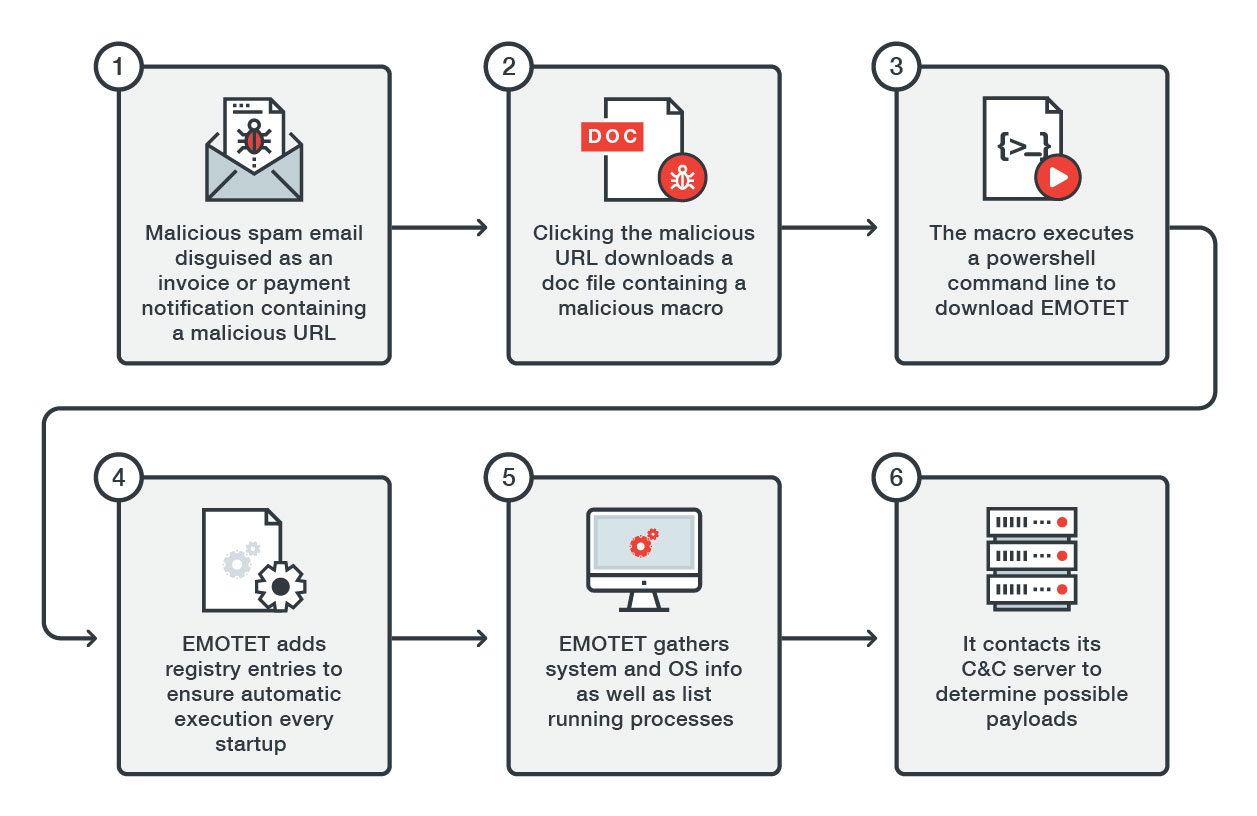 1
Malicious spam email
disguised as an
invoice or payment
notification containing
a malicious URL
2
DOC
Clicking the malicious
URL downloads a
doc file containing a
malicious macro
3
{>_}
The macro executes
a powershell
command line to
download EMOTET
4
EMOTET adds
registry entries to
ensure automatic
execution every
startup
5
EMOTET gathers
system and OS info
as well as list
running processes
6
It contacts its
C&C server to
determine possible
payloads